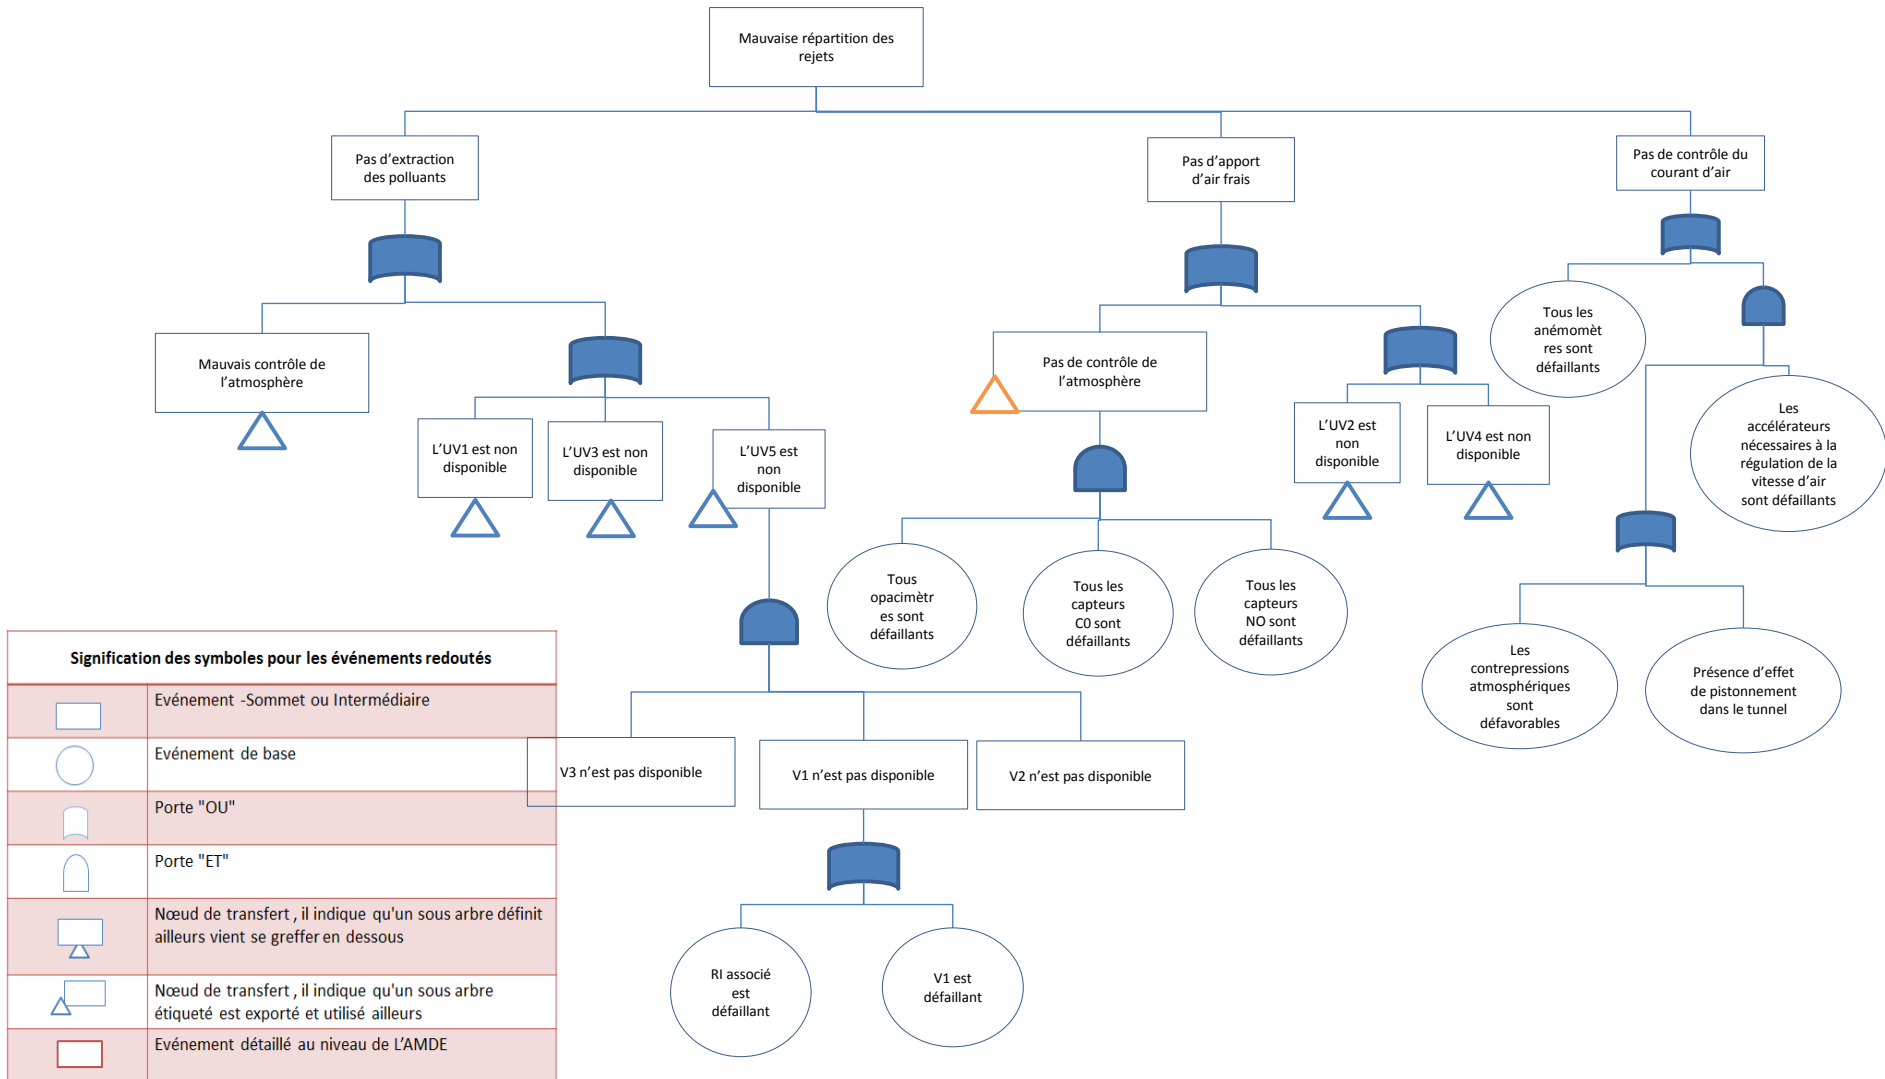 Mauvaise répartition des
rejets
Pas d'extraction
des polluants
Pas d'apport
d'air frais
Pas de contrôle du
courant d'air
Mauvais contrôle de
l'atmosphère
L'UV1 est non
disponible
L'UV3 est non
disponible
L'UV5 est
non
disponible
Pas de contrôle de
l'atmosphère
L'UV2 est
non
disponible
L'UV4 est non
disponible
Tous les
anémomèt
res sont
défaillants
Les
accélérateurs
nécessaires à la
régulation de la
vitesse d'air
sont défaillants
Tous
opacimètr
es sont
défaillants
Tous les
capteurs
C0 sont
défaillants
Tous les
capteurs
NO sont
défaillants
Les
contrepressions
atmosphériques
sont
défavorables
Présence d'effet
de pistonnement
dans le tunnel
V3 n'est pas disponible
V1 n'est pas disponible
V2 n'est pas disponible
RI associé
est
défaillant
V1 est
défaillant
Signification des symboles pour les événements redoutés
Evénement -Sommet ou Intermédiaire
Evénement de base
Porte "OU"
Porte "ET"
Nœud de transfert , il indique qu'un sous arbre définit
ailleurs vient se greffer en dessous
Nœud de transfert , il indique qu'un sous arbre
étiqueté est exporté et utilisé ailleurs
Evénement détaillé au niveau de L'AMDE